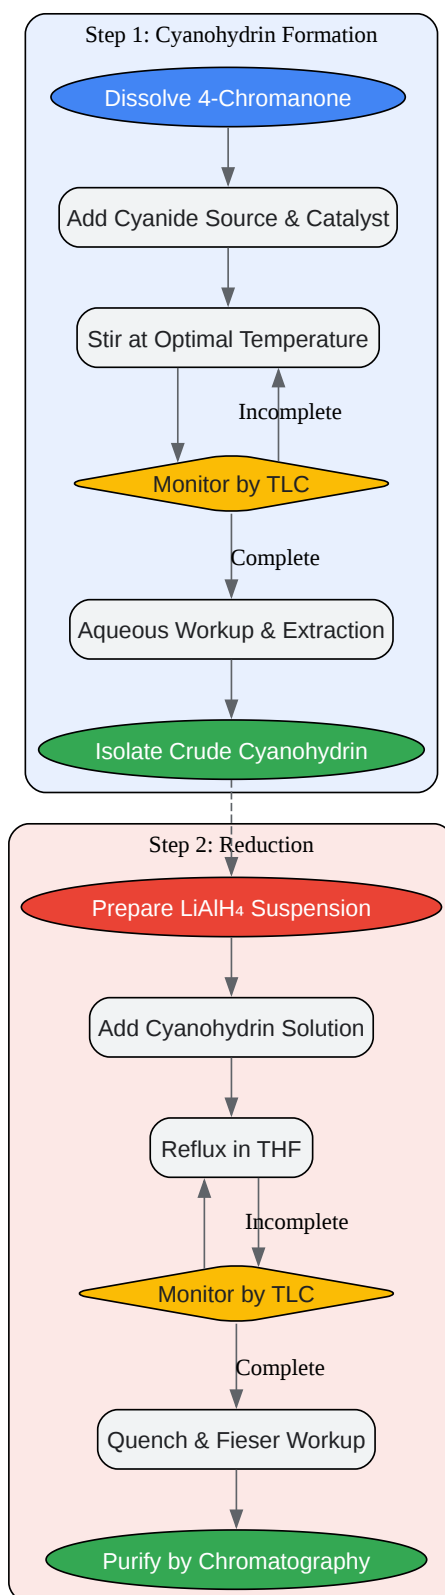 Step 1: Cyanohydrin Formation
Dissolve 4-Chromanone
Add Cyanide Source & Catalyst
Stir at Optimal Temperature
Incomplete
Monitor by TLC
Complete
Aqueous Workup & Extraction
Isolate Crude Cyanohydrin
Step 2: Reduction
Prepare LiAlH₄ Suspension
Add Cyanohydrin Solution
Reflux in THF
Incomplete
Monitor by TLC
Complete
Quench & Fieser Workup
Purify by Chromatography